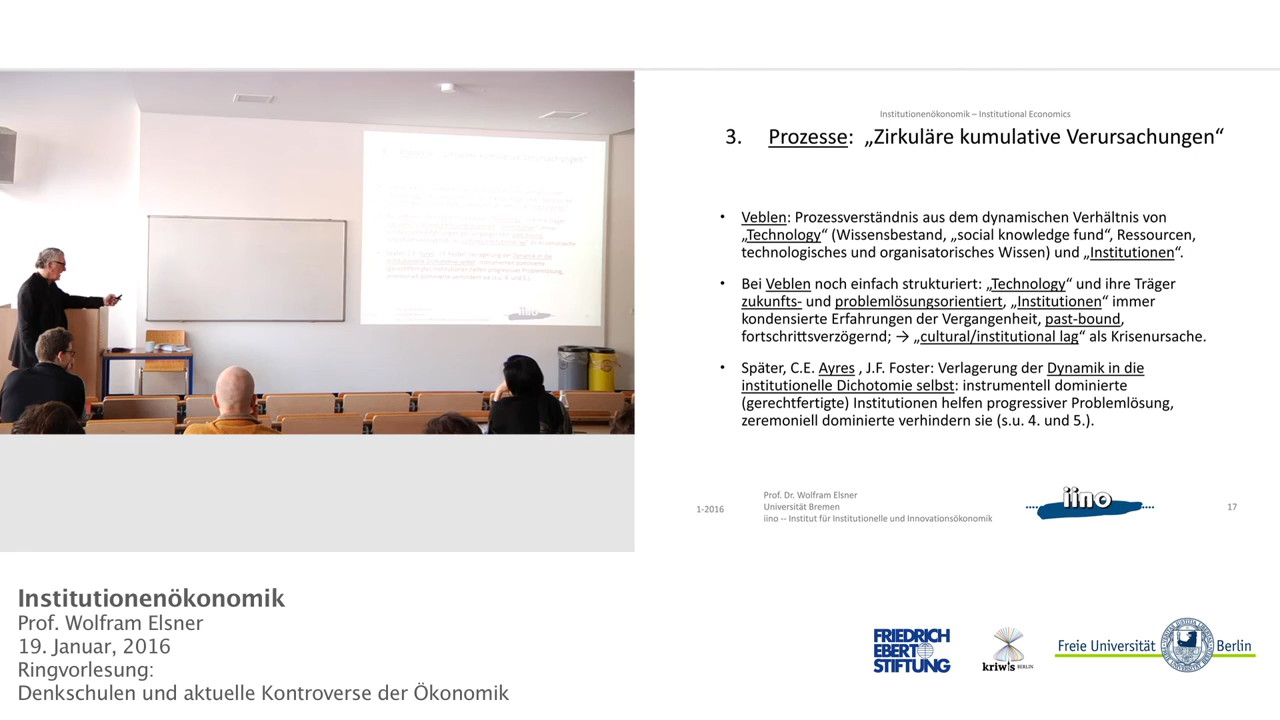 Institutionenökonomik – Institutional Economics
3. Prozesse: „Zirkuläre kumulative Verursachungen“
• Veblen: Prozessverständnis aus dem dynamischen Verhältnis von
„Technology“ (Wissensbestand, „social knowledge fund“, Ressourcen,
technologisches und organisatorisches Wissen) und „Institutionen“.
• Bei Veblen noch einfach strukturiert: „Technology“ und ihre Träger
zukunfts- und problemlösungsorientiert, „Institutionen“ immer
kondensierte Erfahrungen der Vergangenheit, past-bound,
fortschrittsverzögernd; → „cultural/institutional lag“ als Krisenursache.
• Später, C.E. Ayres , J.F. Foster: Verlagerung der Dynamik in die
institutionelle Dichotomie selbst: instrumentell dominierte
(gerechtfertigte) Institutionen helfen progressiver Problemlösung,
zeremoniell dominierte verhindern sie (s.u. 4. und 5.).
1-2016
Prof. Dr. Wolfram Elsner
Universität Bremen
iino -- Institut für Institutionelle und Innovationsökonomik
iino
17
Institutionenökonomik
Prof. Wolfram Elsner
19. Januar, 2016
Ringvorlesung:
Denkschulen und aktuelle Kontroverse der Ökonomik
FRIEDRICH
EBERT
STIFTUNG
kriwis BERLIN
Freie Universität Berlin